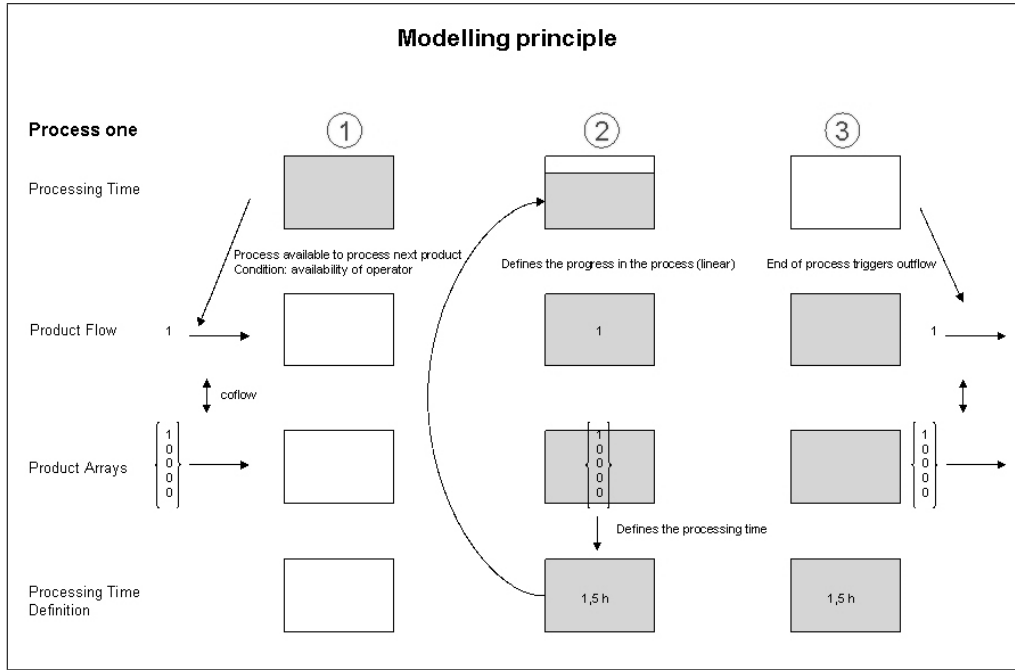 Modelling principle
Process one
1
2
3
Processing Time
Process available to process next product
Condition: availability of operator
Defines the progress in the process (linear)
End of process triggers outflow
Product Flow
1
1
1
coflow
Product Arrays
1
0
0
0
0
1
0
0
0
0
1
0
0
0
0
Defines the processing time
Processing Time
Definition
1,5 h
1,5 h